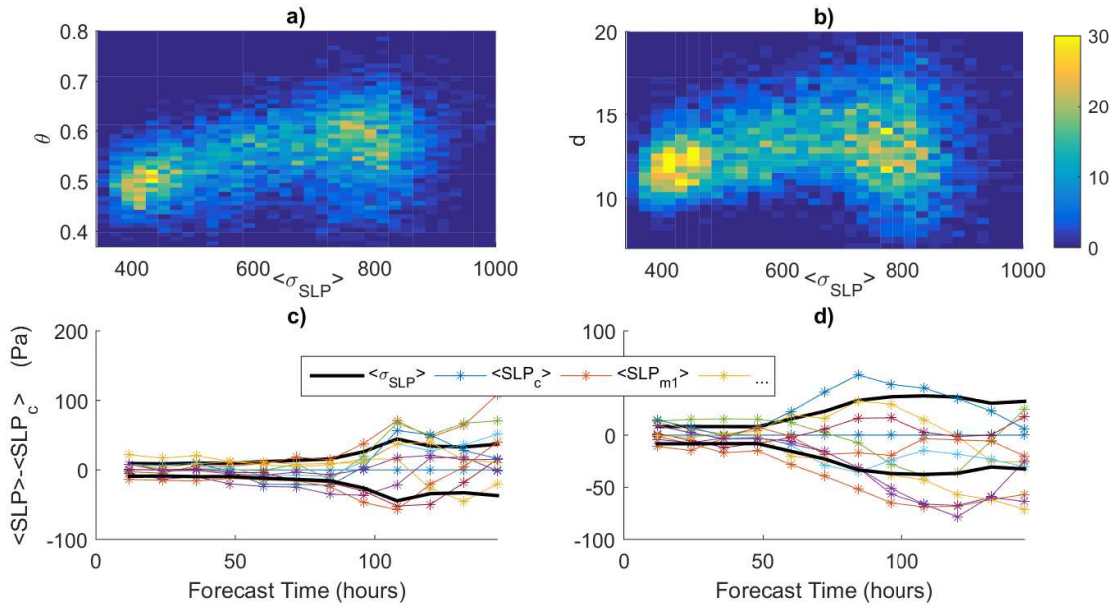 a)
b)
0.8
0.7
0.6
0.5
0.4
θ
400
600
800
1000
<σSLP>
20
15
10
d
400
600
800
1000
<σSLP>
30
20
10
0
c)
d)
<SLP>-<SLPc> (Pa)
200
100
0
-100
0
50
100
Forecast Time (hours)
<σSLP> <SLPc> <SLPm1> ...
100
50
0
-50
-100
0
50
100
Forecast Time (hours)